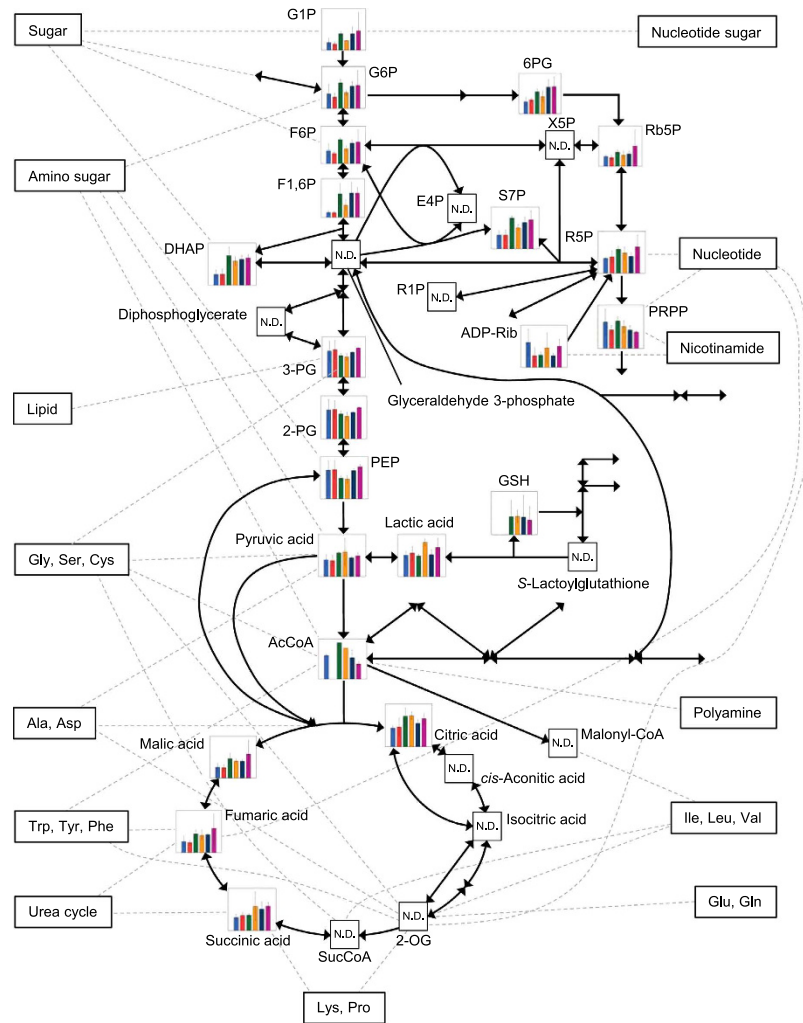 G1P
Sugar
Nucleotide sugar
G6P
6PG
X5P
F6P
N.D.
Rb5P
Amino sugar
F1,6P
E4P
N.D.
S7P
R5P
DHAP
N.D.
Nucleotide
R1P
N.D.
Diphosphoglycerate
N.D.
ADP-Rib
PRPP
Nicotinamide
3-PG
Glyceraldehyde 3-phosphate
Lipid
2-PG
PEP
GSH
Pyruvic acid
Lactic acid
Gly, Ser, Cys
N.D.
S-Lactoylglutathione
AcCoA
Polyamine
Ala, Asp
Malic acid
Citric acid
N.D.
Malonyl-CoA
N.D.
cis-Aconitic acid
Trp, Tyr, Phe
Fumaric acid
Isocitric acid
N.D.
Ile, Leu, Val
Glu, Gln
Urea cycle
N.D.
Succinic acid
N.D.
2-OG
SucCoA
Lys, Pro